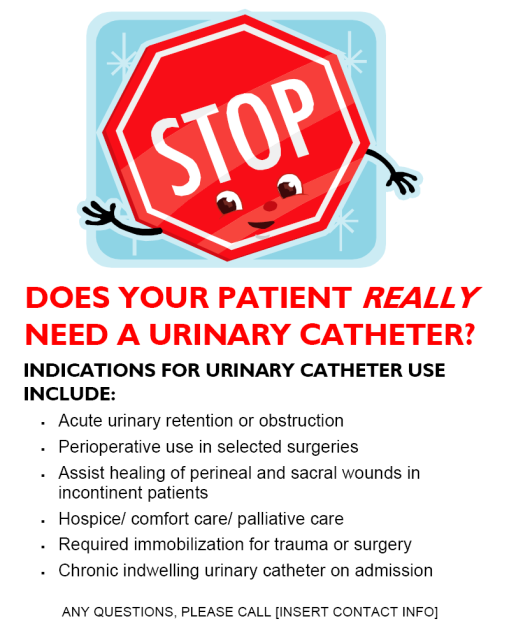 STOP
DOES YOUR PATIENT REALLY
NEED A URINARY CATHETER?
INDICATIONS FOR URINARY CATHETER USE
INCLUDE:
• Acute urinary retention or obstruction
• Perioperative use in selected surgeries
• Assist healing of perineal and sacral wounds in
incontinent patients
• Hospice/ comfort care/ palliative care
• Required immobilization for trauma or surgery
• Chronic indwelling urinary catheter on admission
ANY QUESTIONS, PLEASE CALL [INSERT CONTACT INFO]